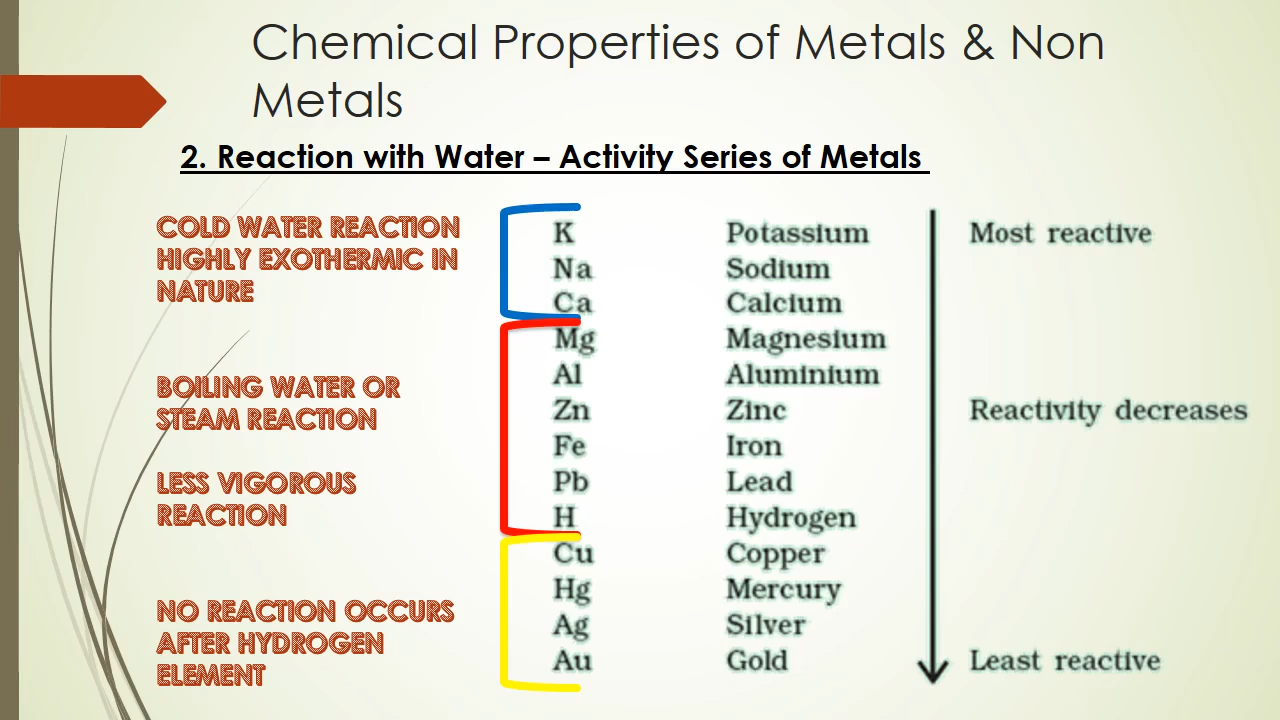 Chemical Properties of Metals & Non
Metals
2. Reaction with Water – Activity Series of Metals
COLD WATER REACTION
HIGHLY EXOTHERMIC IN
NATURE
BOILING WATER OR
STEAM REACTION
LESS VIGOROUS
REACTION
NO REACTION OCCURS
AFTER HYDROGEN
ELEMENT
K Potassium Most reactive
Na Sodium
Ca Calcium
Mg Magnesium
Al Aluminium
Zn Zinc Reactivity decreases
Fe Iron
Pb Lead
H Hydrogen
Cu Copper
Hg Mercury
Ag Silver
Au Gold Least reactive